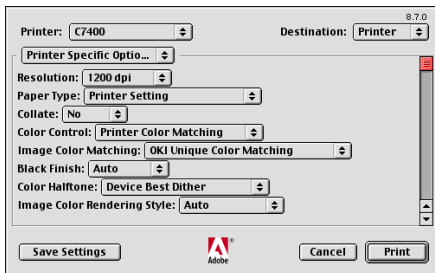 8.7.0
Printer: C7400 Destination: Printer
Printer Specific Optio...
Resolution: 1200 dpi
Paper Type: Printer Setting
Collate: No
Color Control: Printer Color Matching
Image Color Matching: OKI Unique Color Matching
Black Finish: Auto
Color Halftone: Device Best Dither
Image Color Rendering Style: Auto
Save Settings Adobe® Cancel Print